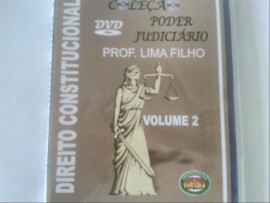 COLEÇÃO
DVD PODER
JUDICIÁRIO
PROF. LIMA FILHO
VOLUME 2
DIREITO CONSTITUCIONAL